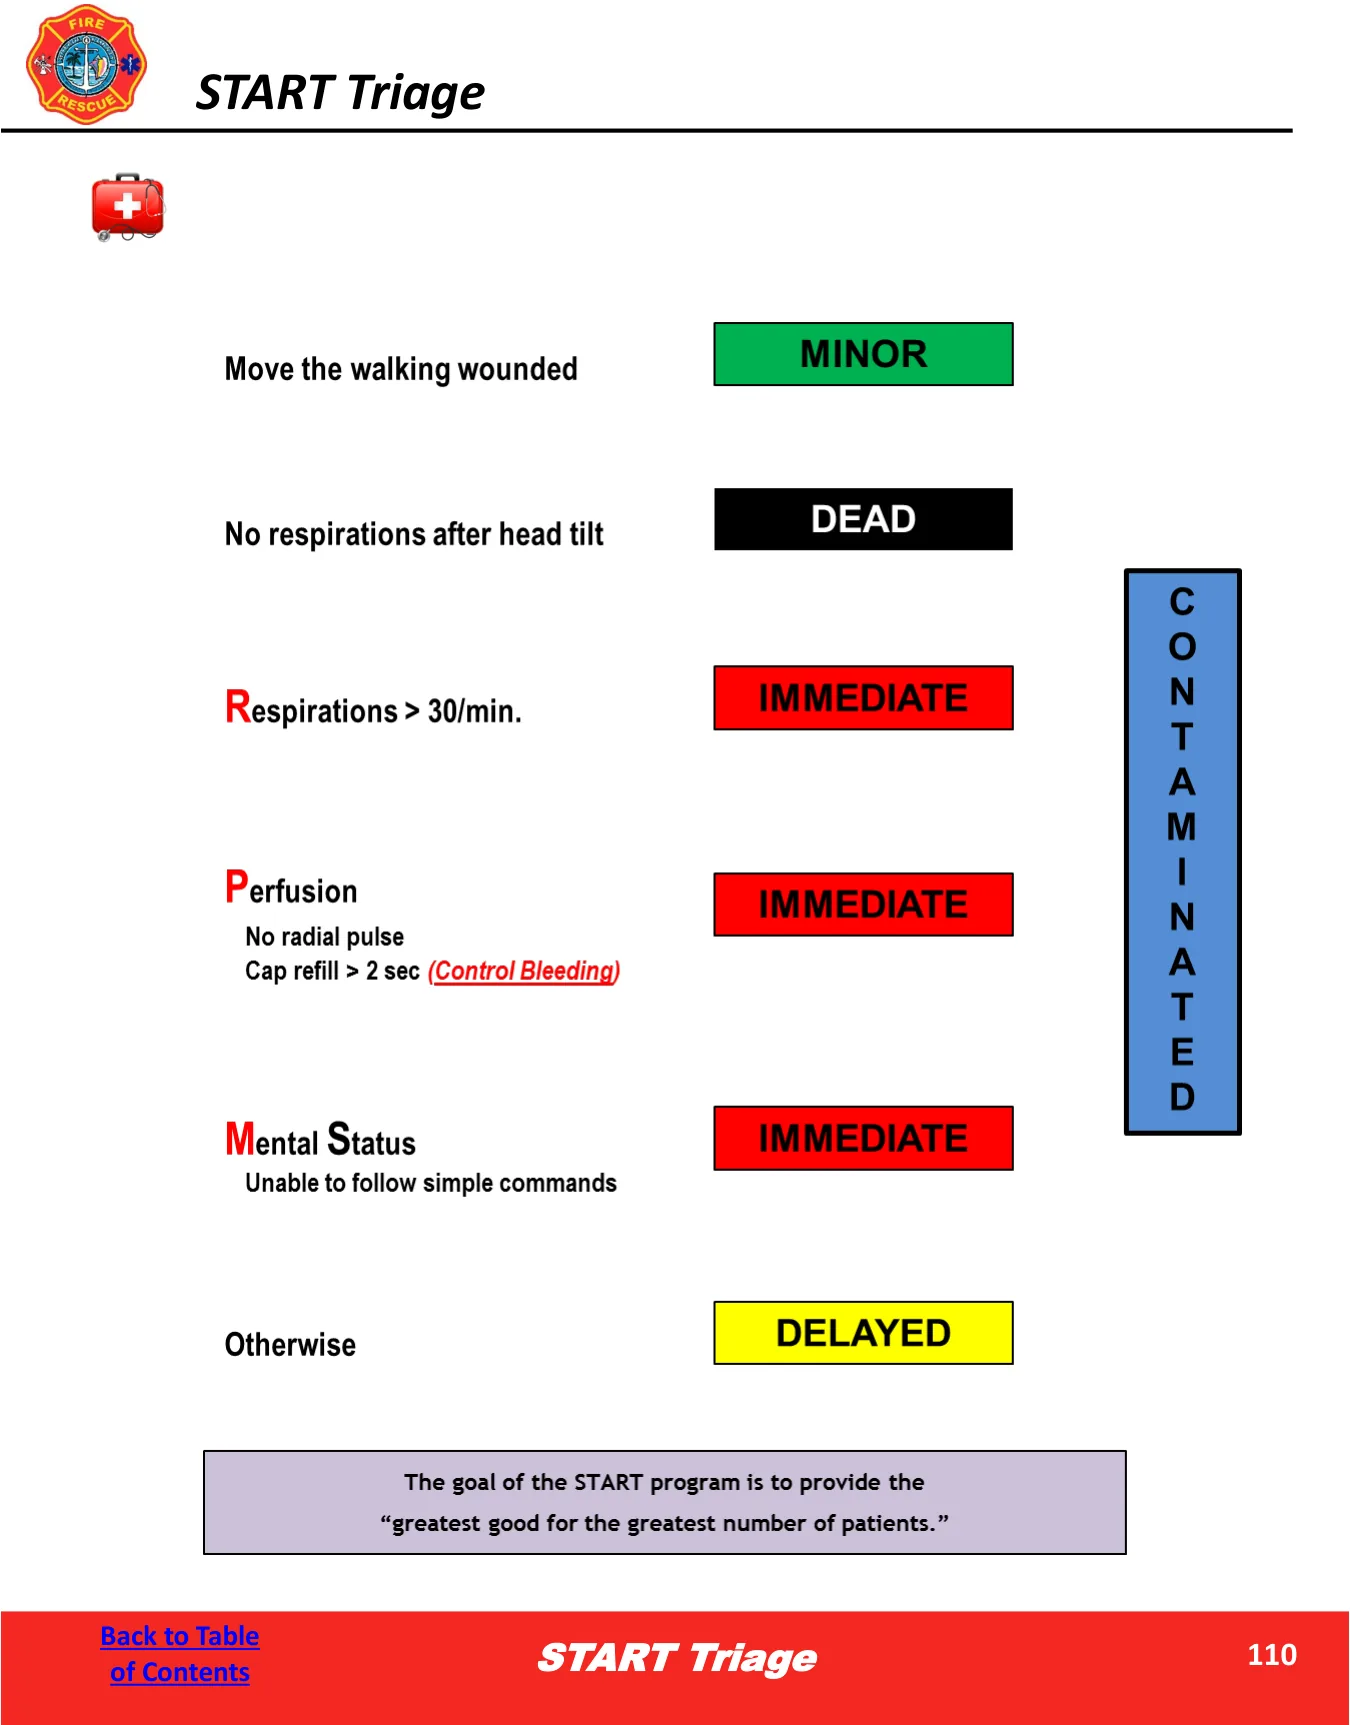 FIRE
RESCUE
START Triage
Move the walking wounded
MINOR
No respirations after head tilt
DEAD
Respirations > 30/min.
IMMEDIATE
Perfusion
No radial pulse
Cap refill > 2 sec (Control Bleeding)
IMMEDIATE
Mental Status
Unable to follow simple commands
IMMEDIATE
Otherwise
DELAYED
C
O
N
T
A
M
I
N
A
T
E
D
The goal of the START program is to provide the
“greatest good for the greatest number of patients.”
Back to Table
of Contents
START Triage
110